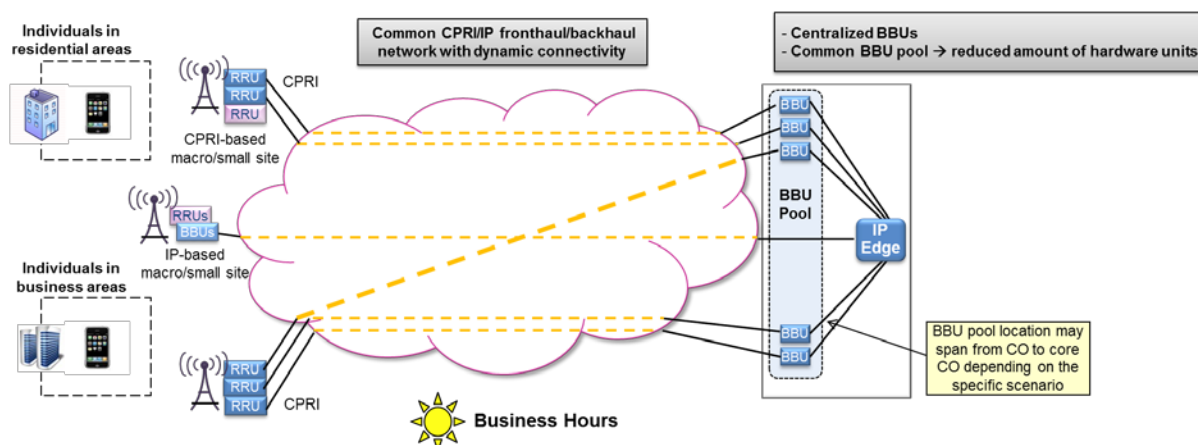 Individuals in
residential areas
RRU
RRU
RRU
CPRI
CPRI-based
macro/small site
RRUs
BBUs
IP-based
macro/small site
Individuals in
business areas
RRU
RRU
RRU
CPRI
Common CPRI/IP fronthaul/backhaul
network with dynamic connectivity
Business Hours
- Centralized BBUs
- Common BBU pool → reduced amount of hardware units
BBU
BBU
BBU
BBU
Pool
BBU
BBU
IP
Edge
BBU pool location may
span from CO to core
CO depending on the
specific scenario